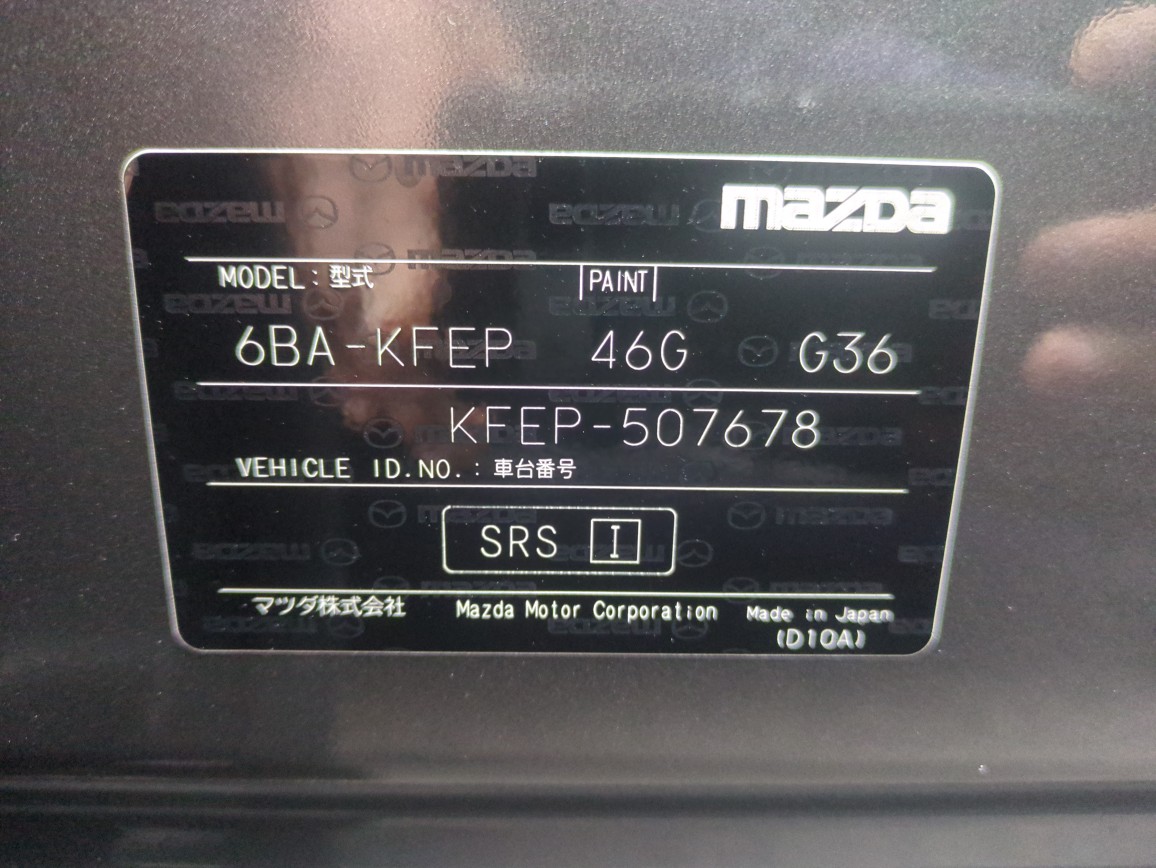 mazda
MODEL：型式 PAINT
6BA-KFEP 46G G36
KFEP-507678
VEHICLE ID.NO.：車台番号
SRS I
マツダ株式会社 Mazda Motor Corporation Made in Japan
(D10A)